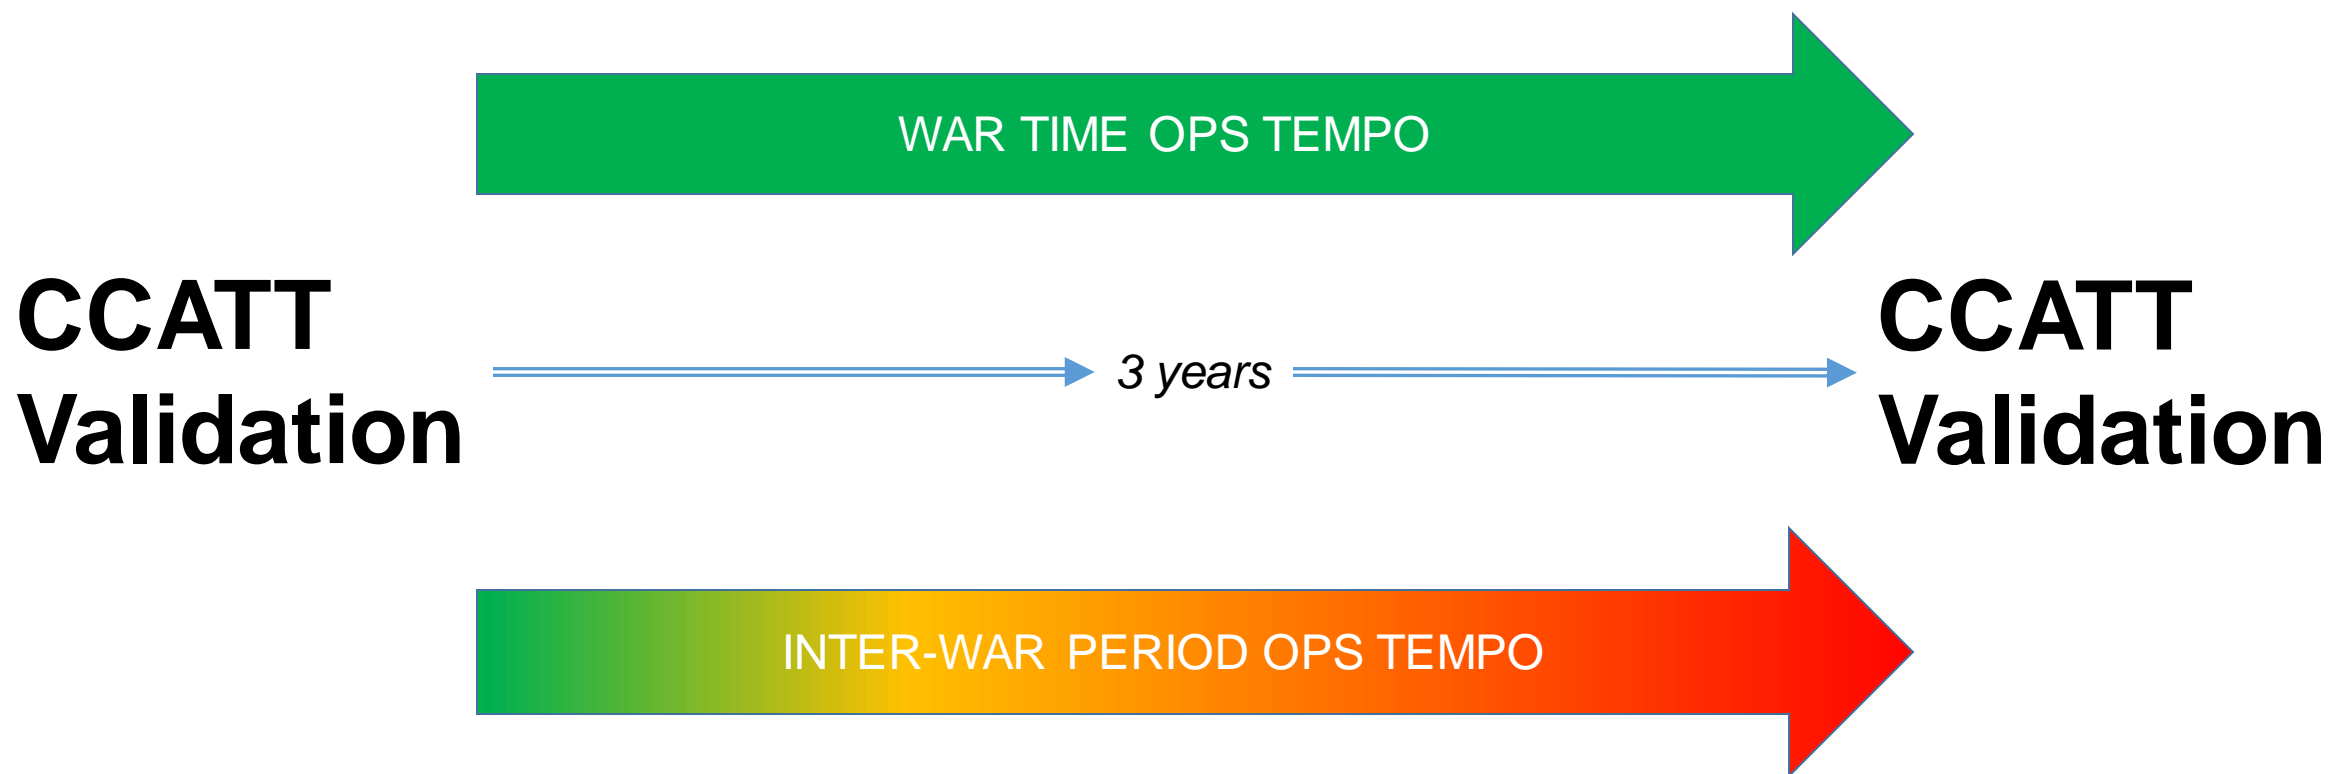 WAR TIME OPS TEMPO
CCATT
Validation
3 years
CCATT
Validation
INTER-WAR PERIOD OPS TEMPO